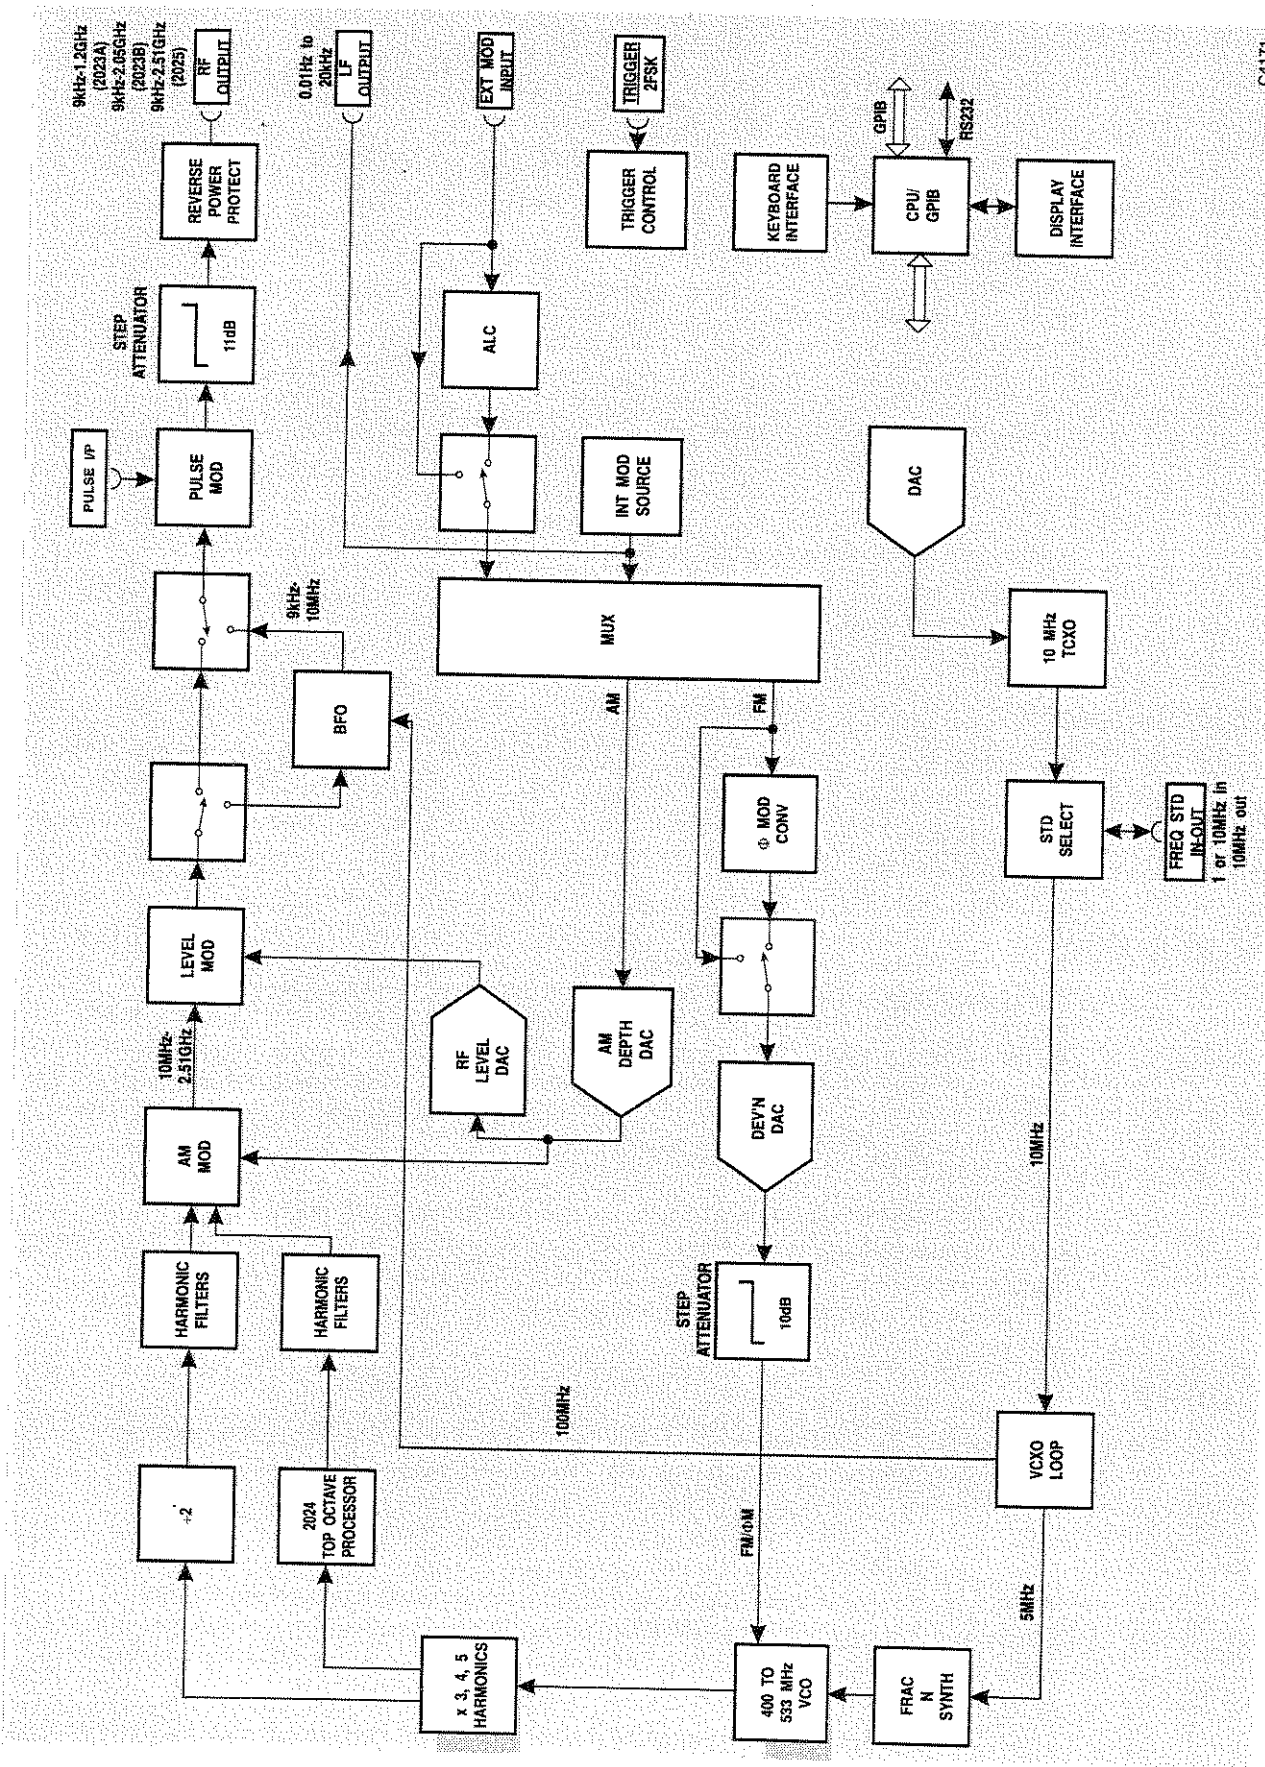 ÷2
HARMONIC
FILTERS
AM
MOD
10MHz-
2.51GHz
LEVEL
MOD
PULSE I/P
PULSE
MOD
STEP
ATTENUATOR
11dB
REVERSE
POWER
PROTECT
9kHz-1.2GHz
(2023A)
9kHz-2.05GHz
(2023B)
9kHz-2.51GHz
(2025)
RF
OUTPUT
2024
TOP OCTAVE
PROCESSOR
HARMONIC
FILTERS
BFO
9kHz-
10MHz
0.01Hz to
20kHz
LF
OUTPUT
x 3, 4, 5
HARMONICS
100MHz
RF
LEVEL
DAC
AM
DEPTH
DAC
AM
FM
MUX
ALC
EXT MOD
INPUT
INT MOD
SOURCE
TRIGGER
CONTROL
TRIGGER
2FSK
400 TO
533 MHz
VCO
FM/ΦM
STEP
ATTENUATOR
10dB
DEV'N
DAC
Φ MOD
CONV
KEYBOARD
INTERFACE
CPU/
GPIB
GPIB
RS232
DISPLAY
INTERFACE
FRAC
N
SYNTH
5MHz
VCXO
LOOP
10MHz
STD
SELECT
10 MHz
TCXO
DAC
FREQ STD
IN-OUT
1 or 10MHz in
10MHz out
C4171